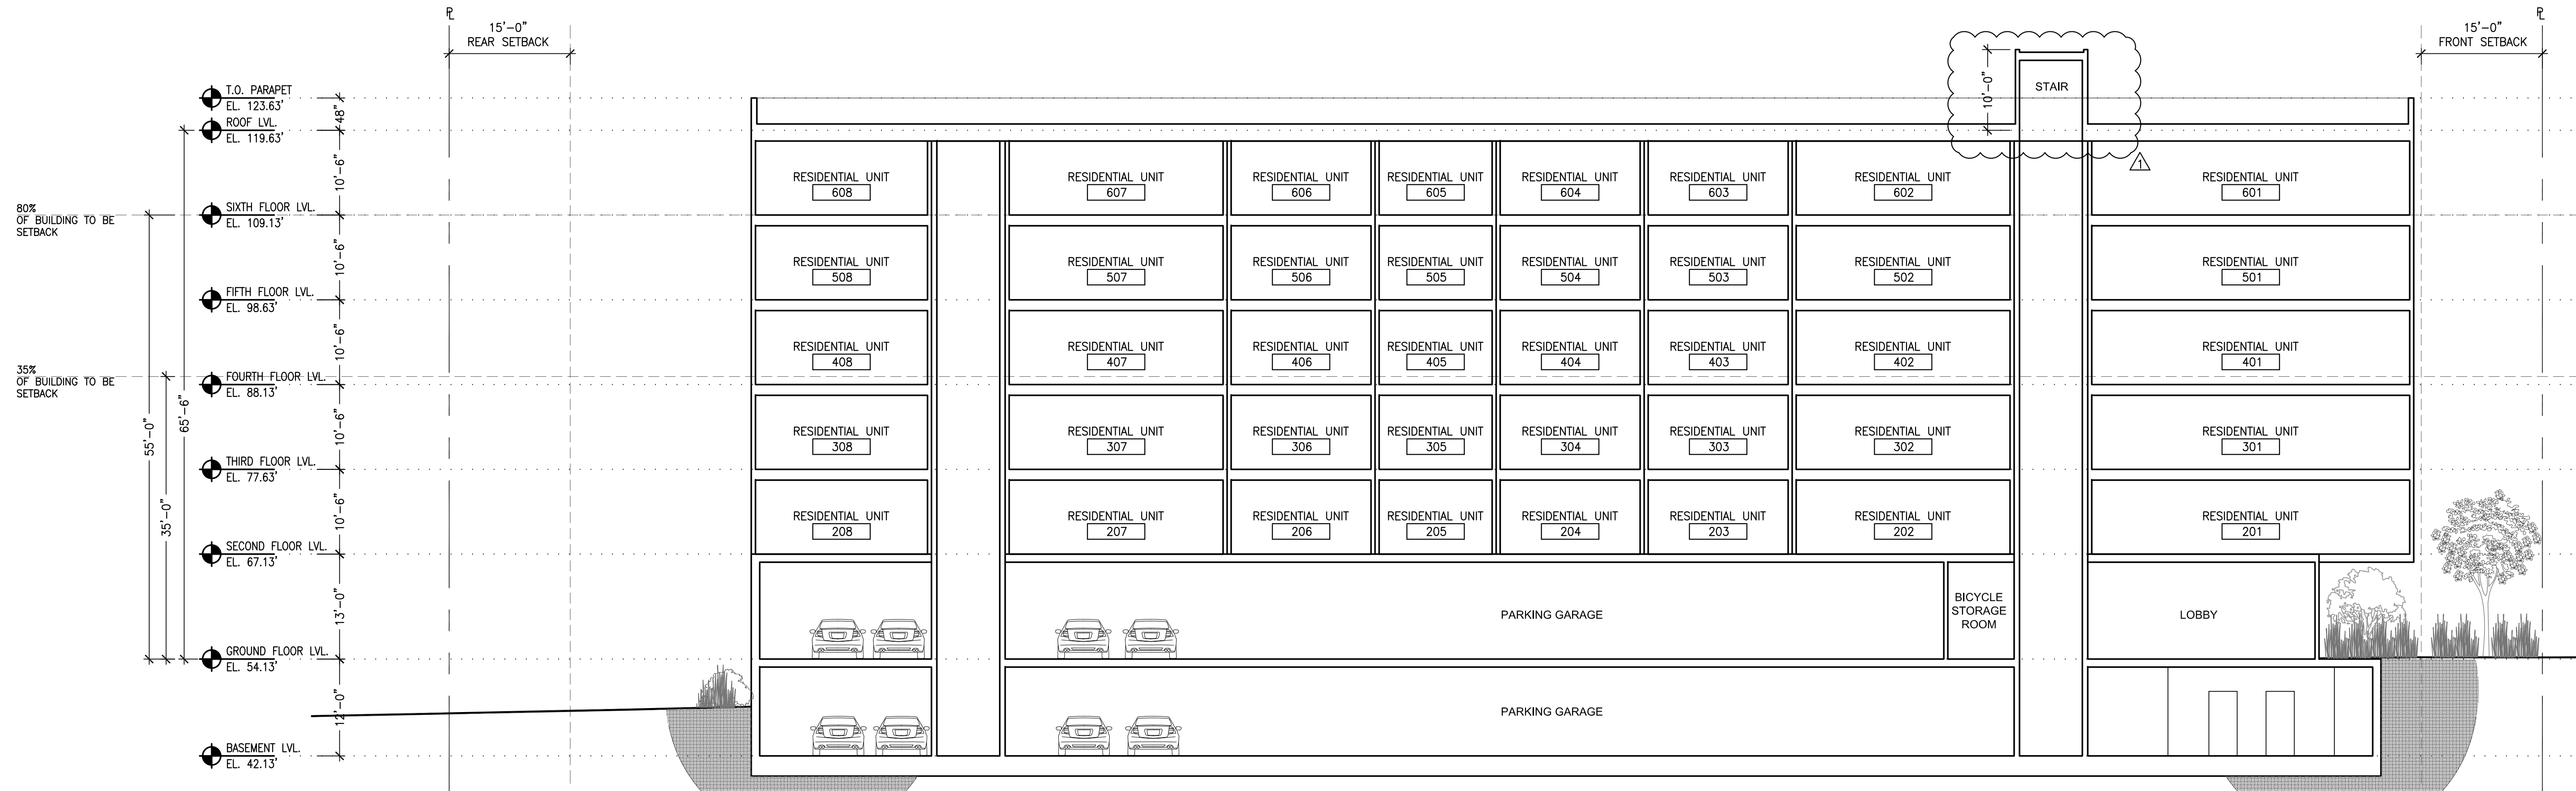 PL
15'-0"
REAR SETBACK
PL
15'-0"
FRONT SETBACK
T.O. PARAPET
EL. 123.63'
48"
ROOF LVL.
EL. 119.63'
10'-0"
STAIR
1
10'-6"
RESIDENTIAL UNIT
608
RESIDENTIAL UNIT
607
RESIDENTIAL UNIT
606
RESIDENTIAL UNIT
605
RESIDENTIAL UNIT
604
RESIDENTIAL UNIT
603
RESIDENTIAL UNIT
602
RESIDENTIAL UNIT
601
80%
OF BUILDING TO BE
SETBACK
SIXTH FLOOR LVL.
EL. 109.13'
10'-6"
RESIDENTIAL UNIT
508
RESIDENTIAL UNIT
507
RESIDENTIAL UNIT
506
RESIDENTIAL UNIT
505
RESIDENTIAL UNIT
504
RESIDENTIAL UNIT
503
RESIDENTIAL UNIT
502
RESIDENTIAL UNIT
501
FIFTH FLOOR LVL.
EL. 98.63'
10'-6"
RESIDENTIAL UNIT
408
RESIDENTIAL UNIT
407
RESIDENTIAL UNIT
406
RESIDENTIAL UNIT
405
RESIDENTIAL UNIT
404
RESIDENTIAL UNIT
403
RESIDENTIAL UNIT
402
RESIDENTIAL UNIT
401
35%
OF BUILDING TO BE
SETBACK
FOURTH FLOOR LVL.
EL. 88.13'
55'-0"
35'-0"
65'-6"
10'-6"
RESIDENTIAL UNIT
308
RESIDENTIAL UNIT
307
RESIDENTIAL UNIT
306
RESIDENTIAL UNIT
305
RESIDENTIAL UNIT
304
RESIDENTIAL UNIT
303
RESIDENTIAL UNIT
302
RESIDENTIAL UNIT
301
THIRD FLOOR LVL.
EL. 77.63'
10'-6"
RESIDENTIAL UNIT
208
RESIDENTIAL UNIT
207
RESIDENTIAL UNIT
206
RESIDENTIAL UNIT
205
RESIDENTIAL UNIT
204
RESIDENTIAL UNIT
203
RESIDENTIAL UNIT
202
RESIDENTIAL UNIT
201
SECOND FLOOR LVL.
EL. 67.13'
13'-0"
PARKING GARAGE
BICYCLE
STORAGE
ROOM
LOBBY
GROUND FLOOR LVL.
EL. 54.13'
12'-0"
PARKING GARAGE
BASEMENT LVL.
EL. 42.13'